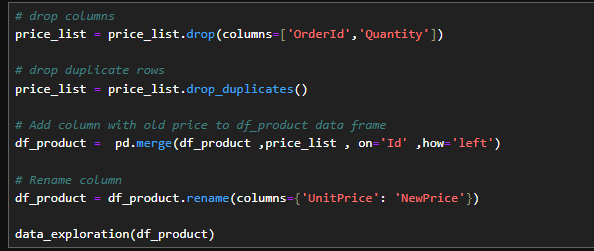 # drop columns
price_list = price_list.drop(columns=['OrderId','Quantity'])
# drop duplicate rows
price_list = price_list.drop_duplicates()
# Add column with old price to df_product data frame
df_product =  pd.merge(df_product ,price_list , on='Id' ,how='left')
# Rename column
df_product = df_product.rename(columns={'UnitPrice': 'NewPrice'})
data_exploration(df_product)